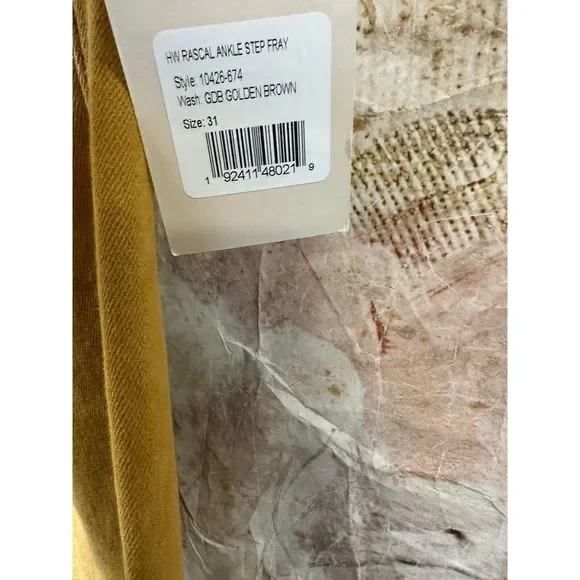 HW RASCAL ANKLE STEP FRAY
Style: 10426-674
Wash: GDB GOLDEN BROWN
Size: 31
1 92411 48021 9